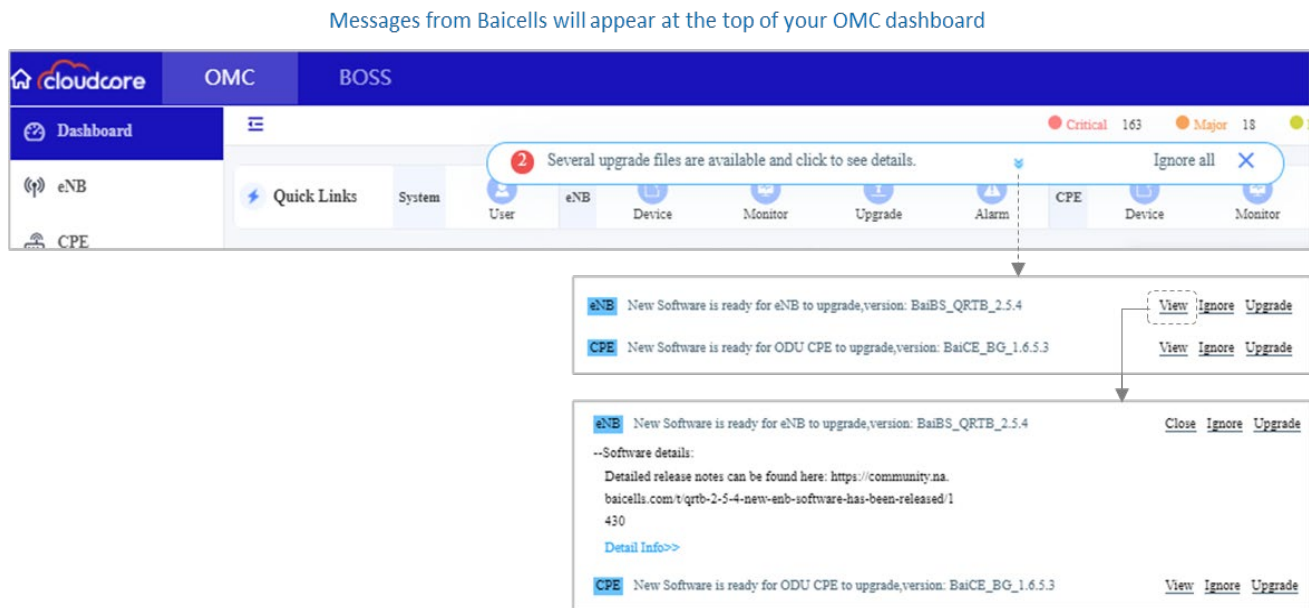 Messages from Baicells will appear at the top of your OMC dashboard
cloudcore OMC BOSS
Dashboard
Critical 163 Major 18
2 Several upgrade files are available and click to see details. Ignore all
eNB
Quick Links System User eNB Device Monitor Upgrade Alarm CPE Device Monitor
CPE
eNB New Software is ready for eNB to upgrade,version: BaiBS_QRTB_2.5.4 View Ignore Upgrade
CPE New Software is ready for ODU CPE to upgrade,version: BaiCE_BG_1.6.5.3 View Ignore Upgrade
eNB New Software is ready for eNB to upgrade,version: BaiBS_QRTB_2.5.4 Close Ignore Upgrade
--Software details:
Detailed release notes can be found here: https://community.na.
baicells.com/t/qrtb-2-5-4-new-enb-software-has-been-released/1
430
Detail Info>>
CPE New Software is ready for ODU CPE to upgrade,version: BaiCE_BG_1.6.5.3 View Ignore Upgrade